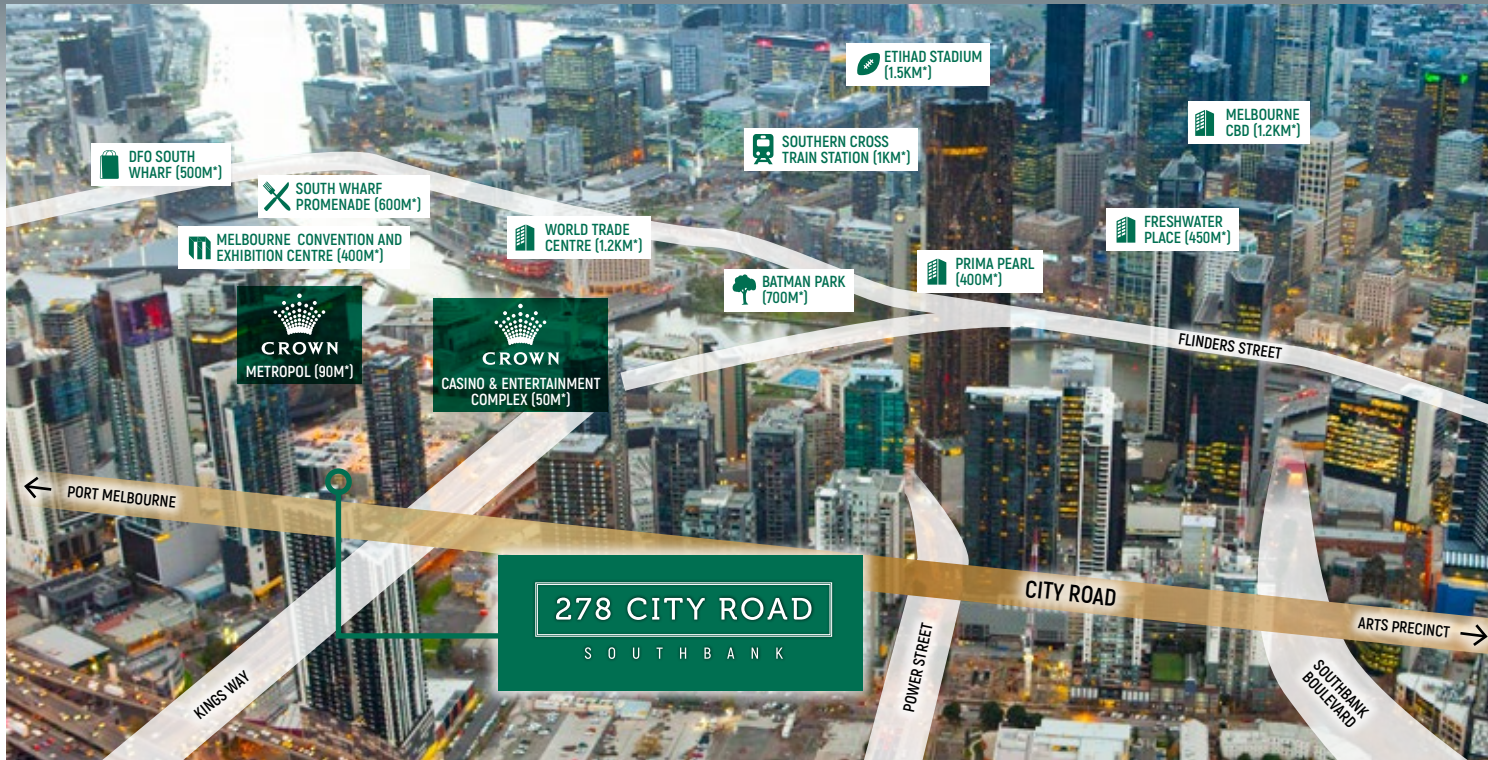 ETIHAD STADIUM
(1.5KM*)
MELBOURNE
CBD (1.2KM*)
SOUTHERN CROSS
TRAIN STATION (1KM*)
DFO SOUTH
WHARF (500M*)
SOUTH WHARF
PROMENADE (600M*)
FRESHWATER
PLACE (450M*)
WORLD TRADE
CENTRE (1.2KM*)
MELBOURNE CONVENTION AND
EXHIBITION CENTRE (400M*)
PRIMA PEARL
(400M*)
BATMAN PARK
(700M*)
CROWN
METROPOL (90M*)
CROWN
CASINO & ENTERTAINMENT
COMPLEX (50M*)
FLINDERS STREET
← PORT MELBOURNE
278 CITY ROAD
SOUTHBANK
CITY ROAD
ARTS PRECINCT →
KINGS WAY
POWER STREET
SOUTHBANK
BOULEVARD